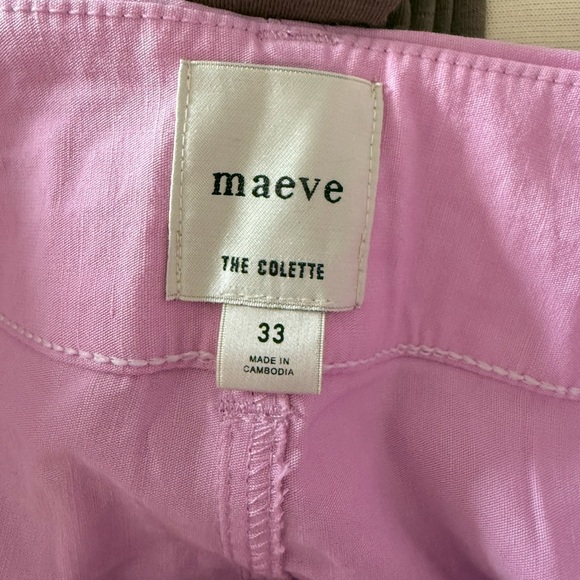 maeve
THE COLETTE
33
MADE IN
CAMBODIA